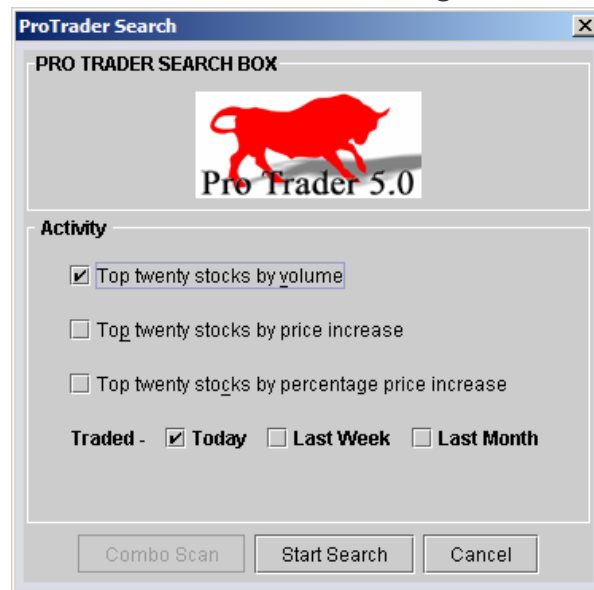 ProTrader Search
PRO TRADER SEARCH BOX
Pro Trader 5.0
Activity
Top twenty stocks by volume
Top twenty stocks by price increase
Top twenty stocks by percentage price increase
Traded - Today Last Week Last Month
Combo Scan Start Search Cancel